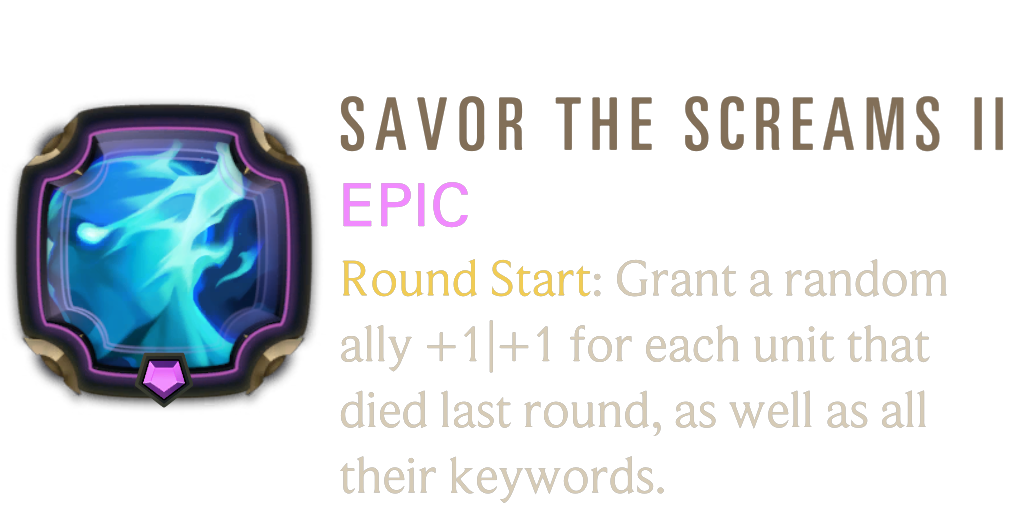 SAVOR THE SCREAMS II
EPIC
Round Start: Grant a random
ally +1|+1 for each unit that
died last round, as well as all
their keywords.